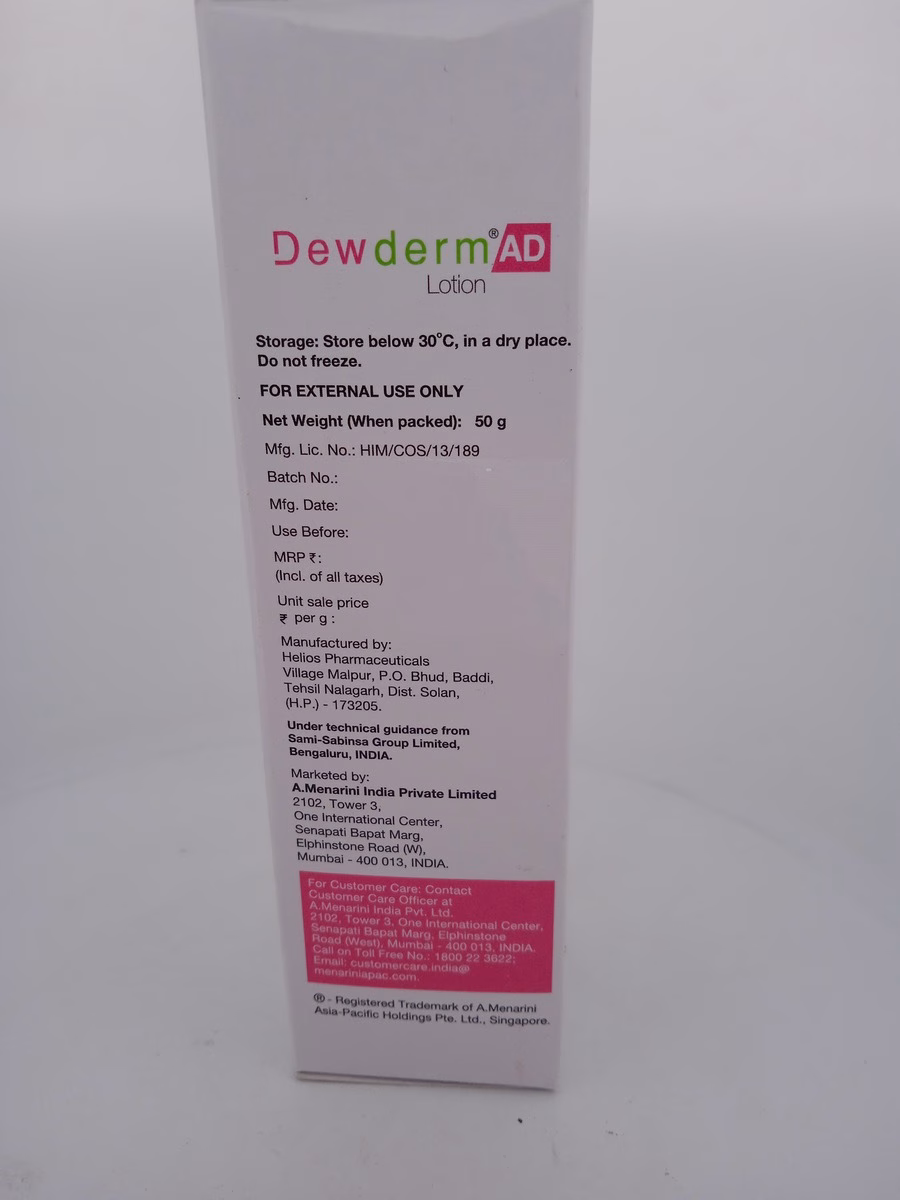 Dewderm® AD
Lotion
Storage: Store below 30°C, in a dry place.
Do not freeze.
FOR EXTERNAL USE ONLY
Net Weight (When packed): 50 g
Mfg. Lic. No.: HIM/COS/13/189
Batch No.:
Mfg. Date:
Use Before:
MRP ₹:
(Incl. of all taxes)
Unit sale price
₹ per g :
Manufactured by:
Helios Pharmaceuticals
Village Malpur, P.O. Bhud, Baddi,
Tehsil Nalagarh, Dist. Solan,
(H.P.) - 173205.
Under technical guidance from
Sami-Sabinsa Group Limited,
Bengaluru, INDIA.
Marketed by:
A.Menarini India Private Limited
2102, Tower 3,
One International Center,
Senapati Bapat Marg,
Elphinstone Road (W),
Mumbai - 400 013, INDIA.
For Customer Care: Contact
Customer Care Officer at
A.Menarini India Pvt. Ltd.
2102, Tower 3, One International Center,
Senapati Bapat Marg, Elphinstone
Road (West), Mumbai - 400 013, INDIA.
Call on Toll Free No.: 1800 22 3622;
Email: customercare.india@
menariniapac.com.
® - Registered Trademark of A.Menarini
Asia-Pacific Holdings Pte. Ltd., Singapore.